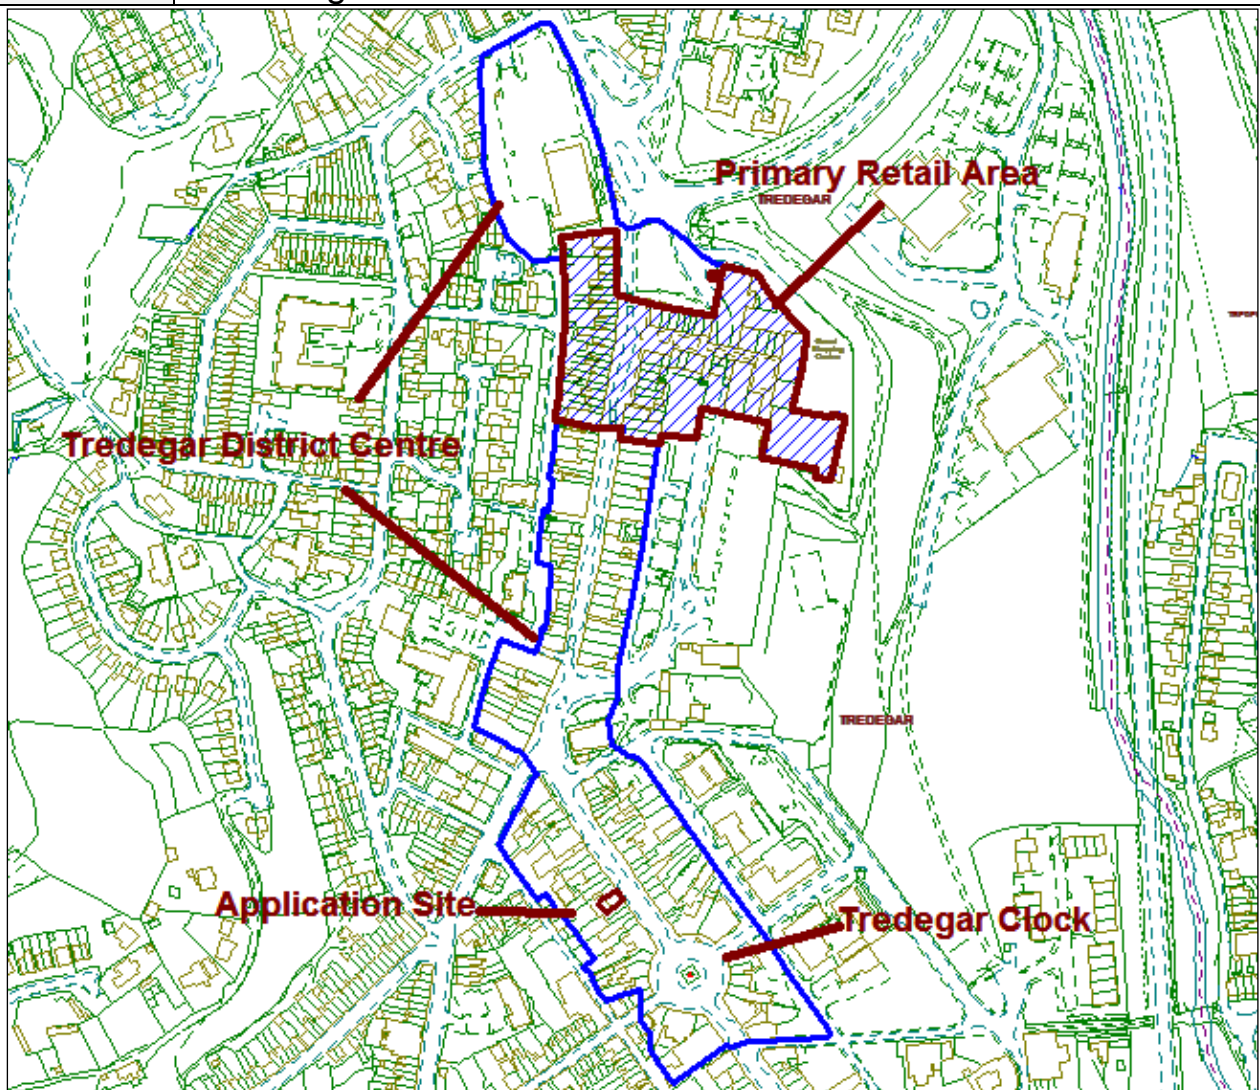 Primary Retail Area
TREDEGAR
Tredegar District Centre
TREDEGAR
Application Site
Tredegar Clock